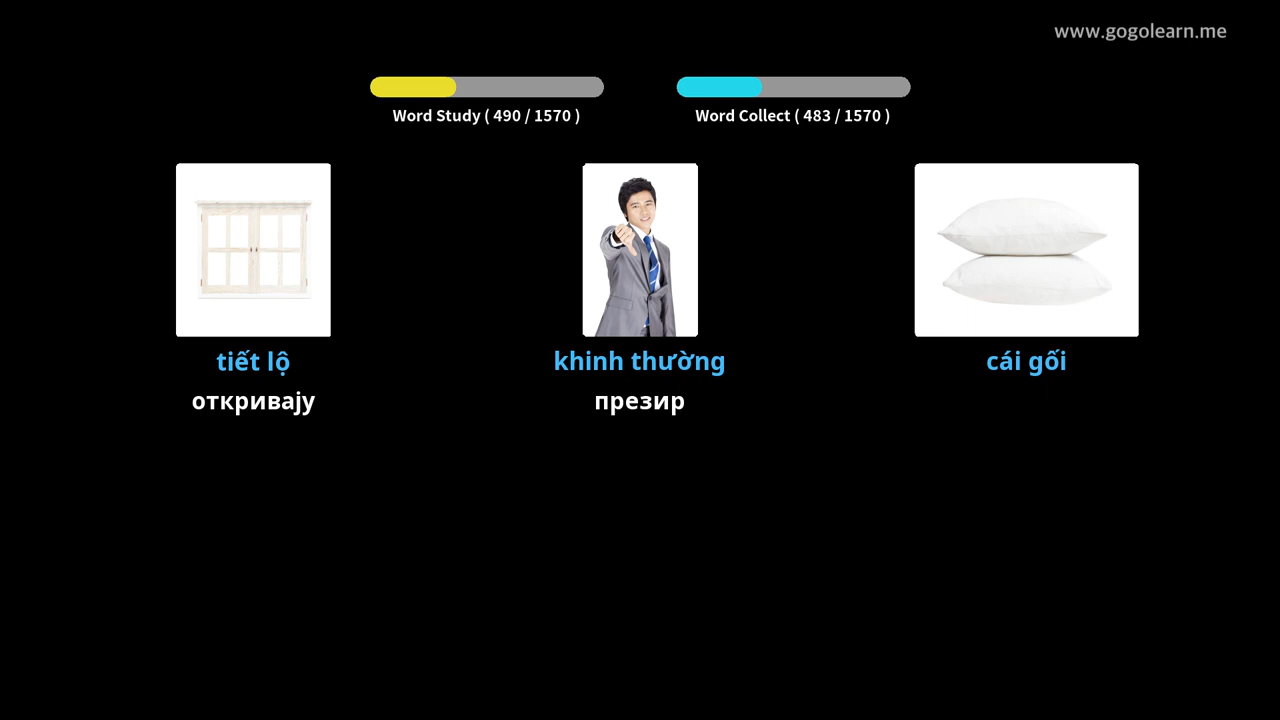 www.gogolearn.me
Word Study ( 490 / 1570 )
Word Collect ( 483 / 1570 )
tiết lộ
khinh thường
cái gối
откривају
презир